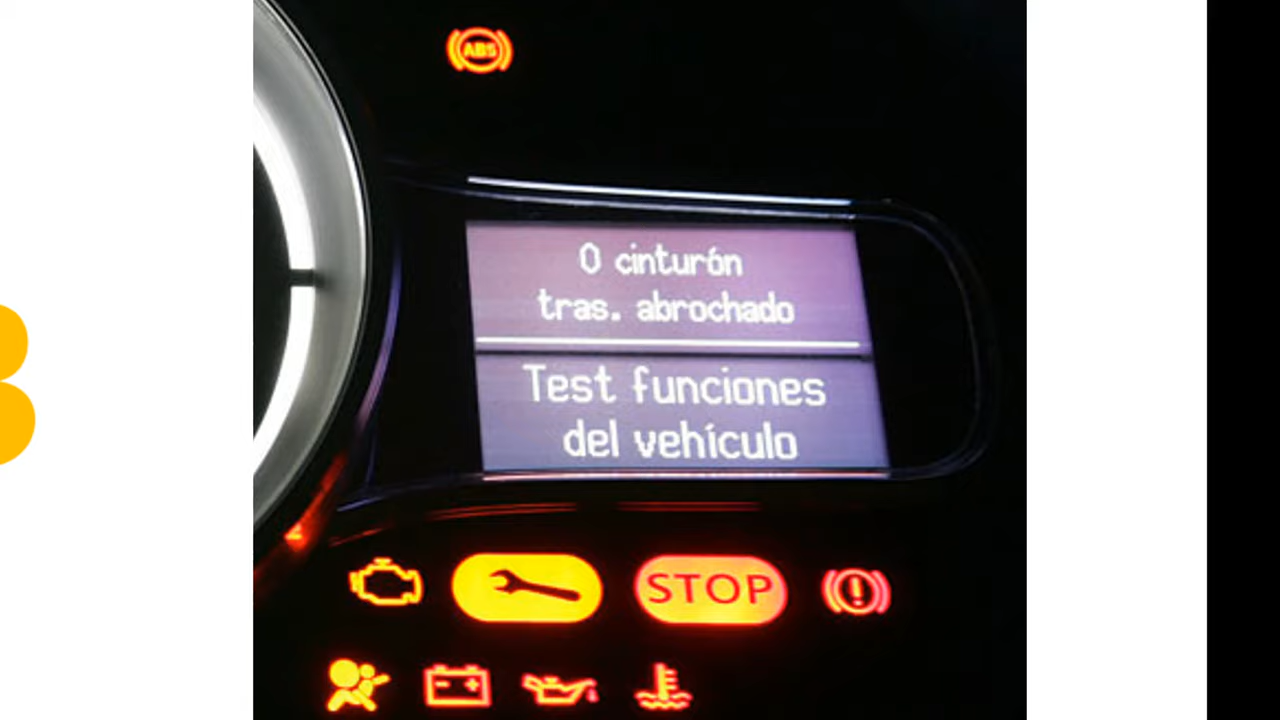 ABS
0 cinturón
tras. abrochado
Test funciones
del vehículo
STOP